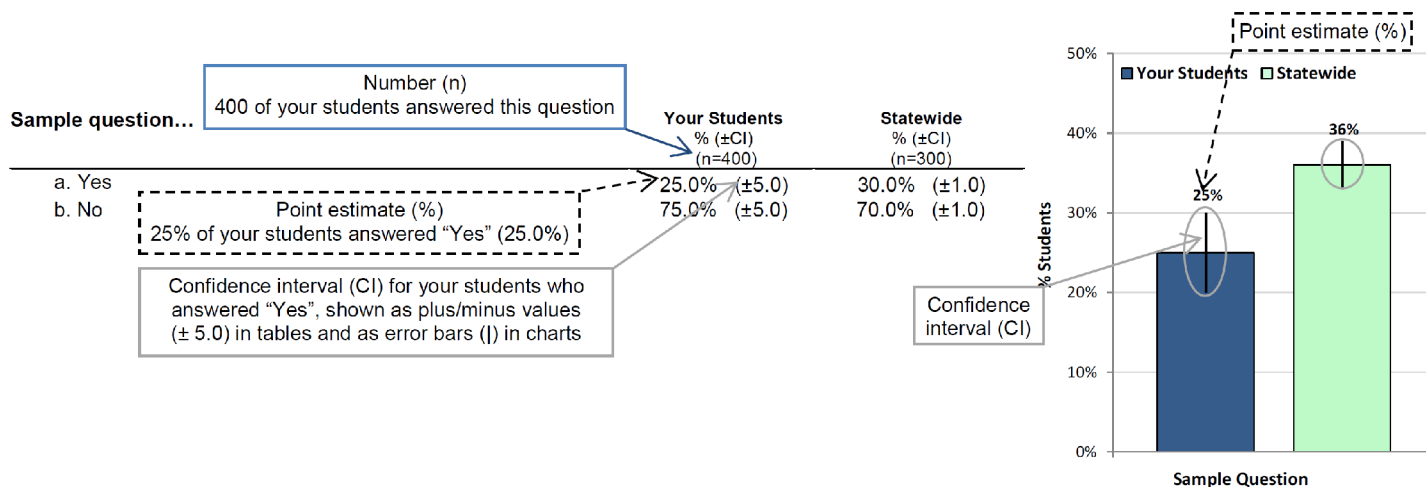 Number (n)
400 of your students answered this question
Sample question…
Your Students
% (±CI)
(n=400)
Statewide
% (±CI)
(n=300)
a. Yes
25.0% (±5.0)
30.0% (±1.0)
b. No
75.0% (±5.0)
70.0% (±1.0)
Point estimate (%)
25% of your students answered “Yes” (25.0%)
Confidence interval (CI) for your students who
answered “Yes”, shown as plus/minus values
(± 5.0) in tables and as error bars (|) in charts
Point estimate (%)
Your Students
Statewide
50%
40%
30%
20%
10%
0%
% Students
25%
36%
Confidence
interval (CI)
Sample Question